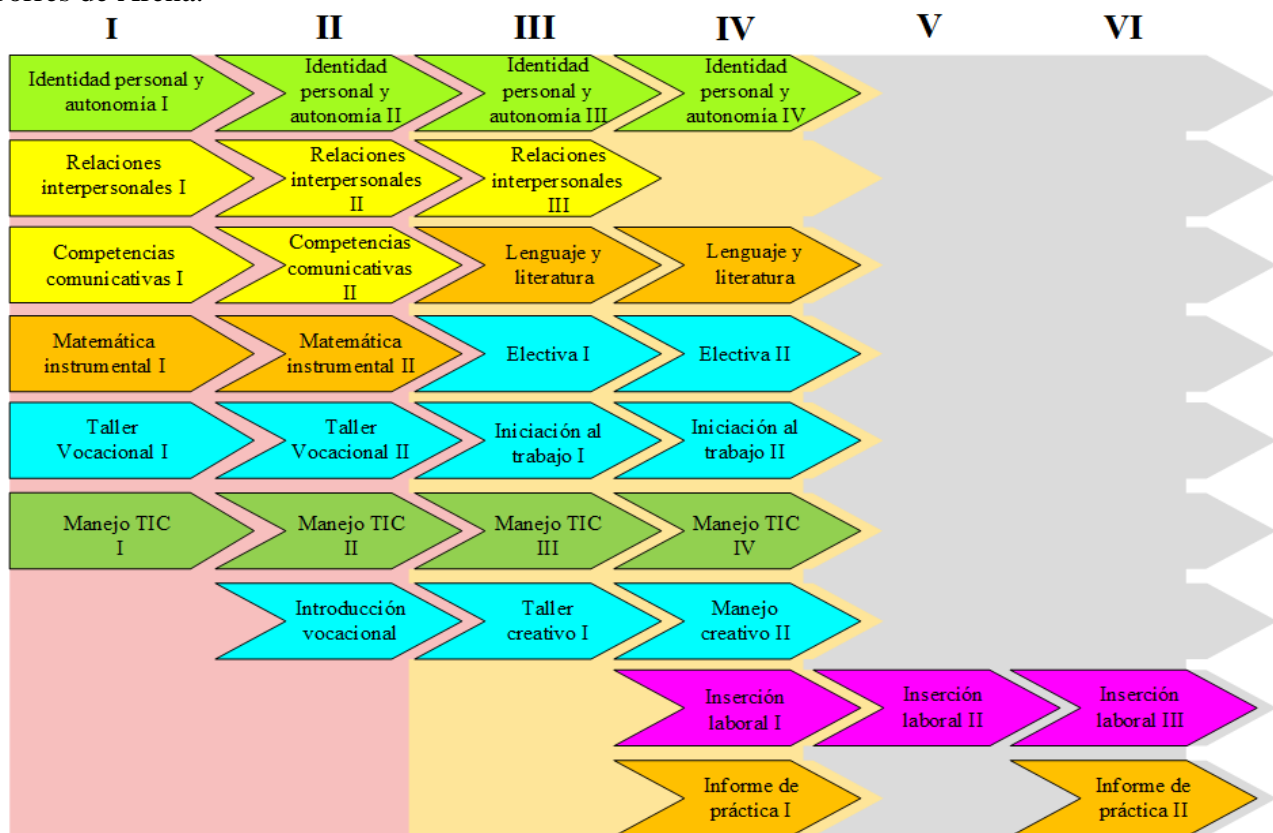 I II III IV V VI
Identidad personal y
autonomía I
Identidad
personal y
autonomía II
Identidad
personal y
autonomía III
Identidad
personal y
autonomía IV
Relaciones
interpersonales I
Relaciones
interpersonales
II
Relaciones
interpersonales
III
Competencias
comunicativas I
Competencias
comunicativas
II
Lenguaje y
literatura
Lenguaje y
literatura
Matemática
instrumental I
Matemática
instrumental II
Electiva I
Electiva II
Taller
Vocacional I
Taller
Vocacional II
Iniciación al
trabajo I
Iniciación al
trabajo II
Manejo TIC
I
Manejo TIC
II
Manejo TIC
III
Manejo TIC
IV
Introducción
vocacional
Taller
creativo I
Manejo
creativo II
Inserción
laboral I
Inserción
laboral II
Inserción
laboral III
Informe de
práctica I
Informe de
práctica II